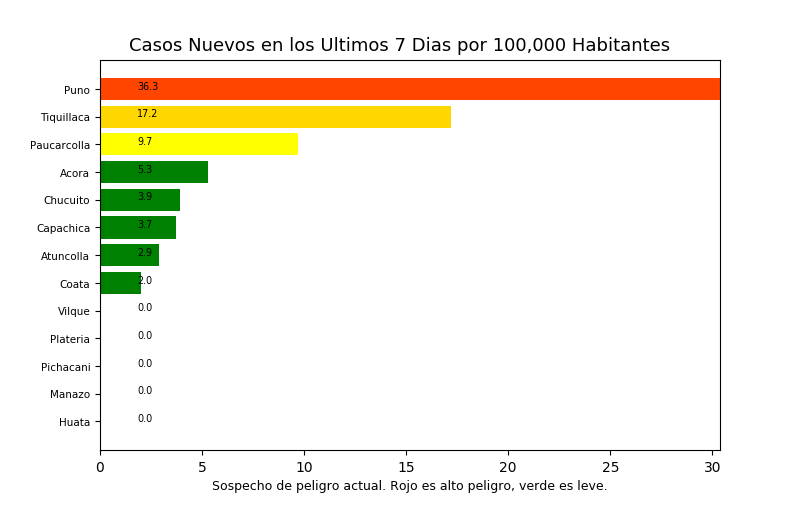 Casos Nuevos en los Ultimos 7 Dias por 100,000 Habitantes
Puno 36.3
Tiquillaca 17.2
Paucarcolla 9.7
Acora 5.3
Chucuito 3.9
Capachica 3.7
Atuncolla 2.9
Coata 2.0
Vilque 0.0
Plateria 0.0
Pichacani 0.0
Manazo 0.0
Huata 0.0
0 5 10 15 20 25 30
Sospecho de peligro actual. Rojo es alto peligro, verde es leve.